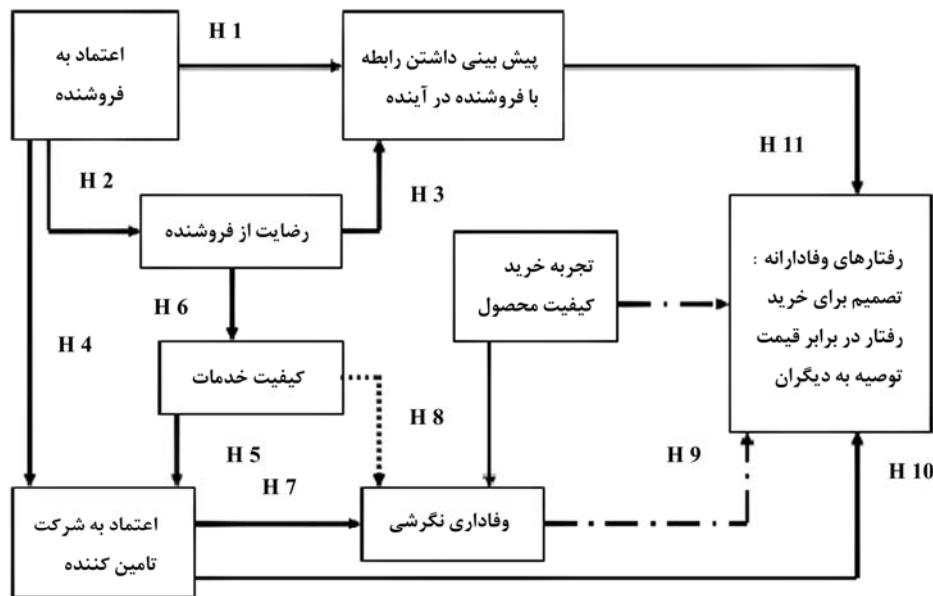 اعتماد به
فروشنده
H 1
پیش بینی داشتن رابطه
با فروشنده در آینده
H 11
H 2
H 3
رضایت از فروشنده
تجربه خرید
کیفیت محصول
رفتارهای وفادارانه :
تصمیم برای خرید
رفتار در برابر قیمت
توصیه به دیگران
H 6
H 4
کیفیت خدمات
H 8
H 5
H 7
H 9
H 10
اعتماد به شرکت
تامین کننده
وفاداری نگرشی